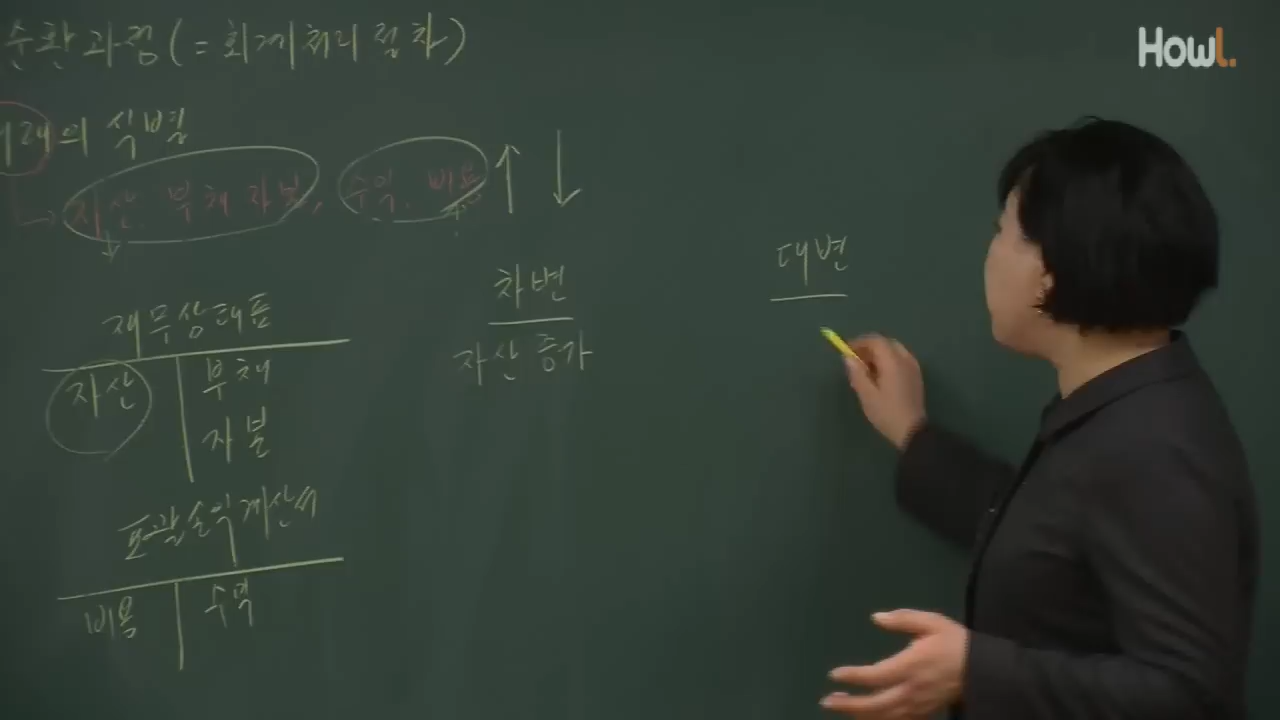 순환과정(=회계처리절차)
거래의 식별
→ 자산, 부채, 자본, 수익, 비용 ↑ ↓
재무상태표
자산 부채
자본
포괄손익계산서
비용 수익
차변 대변
자산 증가
Howl.